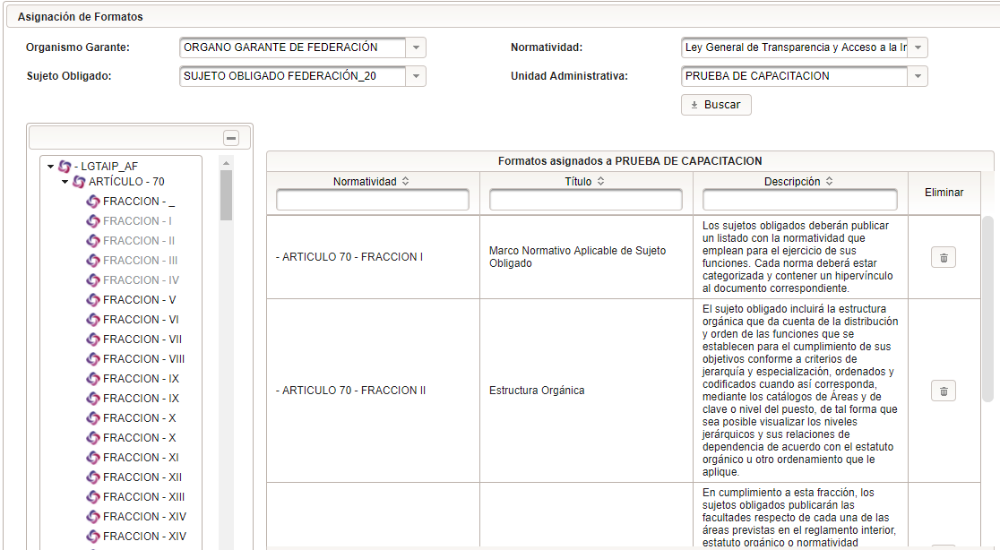 Asignación de Formatos
Organismo Garante:
ORGANO GARANTE DE FEDERACIÓN
Normatividad:
Ley General de Transparencia y Acceso a la Ir
Sujeto Obligado:
SUJETO OBLIGADO FEDERACIÓN_20
Unidad Administrativa:
PRUEBA DE CAPACITACION
Buscar
- LGTAIP_AF
ARTÍCULO - 70
FRACCION - _
FRACCION - I
FRACCION - II
FRACCION - III
FRACCION - IV
FRACCION - V
FRACCION - VI
FRACCION - VII
FRACCION - VIII
FRACCION - IX
FRACCION - IX
FRACCION - X
FRACCION - X
FRACCION - XI
FRACCION - XII
FRACCION - XIII
FRACCION - XIV
FRACCION - XIV
Formatos asignados a PRUEBA DE CAPACITACION
Normatividad
Título
Descripción
Eliminar
- ARTICULO 70 - FRACCION I
Marco Normativo Aplicable de Sujeto
Obligado
Los sujetos obligados deberán publicar
un listado con la normatividad que
emplean para el ejercicio de sus
funciones. Cada norma deberá estar
categorizada y contener un hipervínculo
al documento correspondiente.
- ARTICULO 70 - FRACCION II
Estructura Orgánica
El sujeto obligado incluirá la estructura
orgánica que da cuenta de la distribución
y orden de las funciones que se
establecen para el cumplimiento de sus
objetivos conforme a criterios de
jerarquía y especialización, ordenados y
codificados cuando así corresponda,
mediante los catálogos de Áreas y de
clave o nivel del puesto, de tal forma que
sea posible visualizar los niveles
jerárquicos y sus relaciones de
dependencia de acuerdo con el estatuto
orgánico u otro ordenamiento que le
aplique.
En cumplimiento a esta fracción, los
sujetos obligados publicarán las
facultades respecto de cada una de las
áreas previstas en el reglamento interior,
estatuto orgánico o normatividad